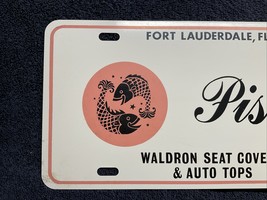 FORT LAUDERDALE, FL
Pis
WALDRON SEAT COVE
& AUTO TOPS